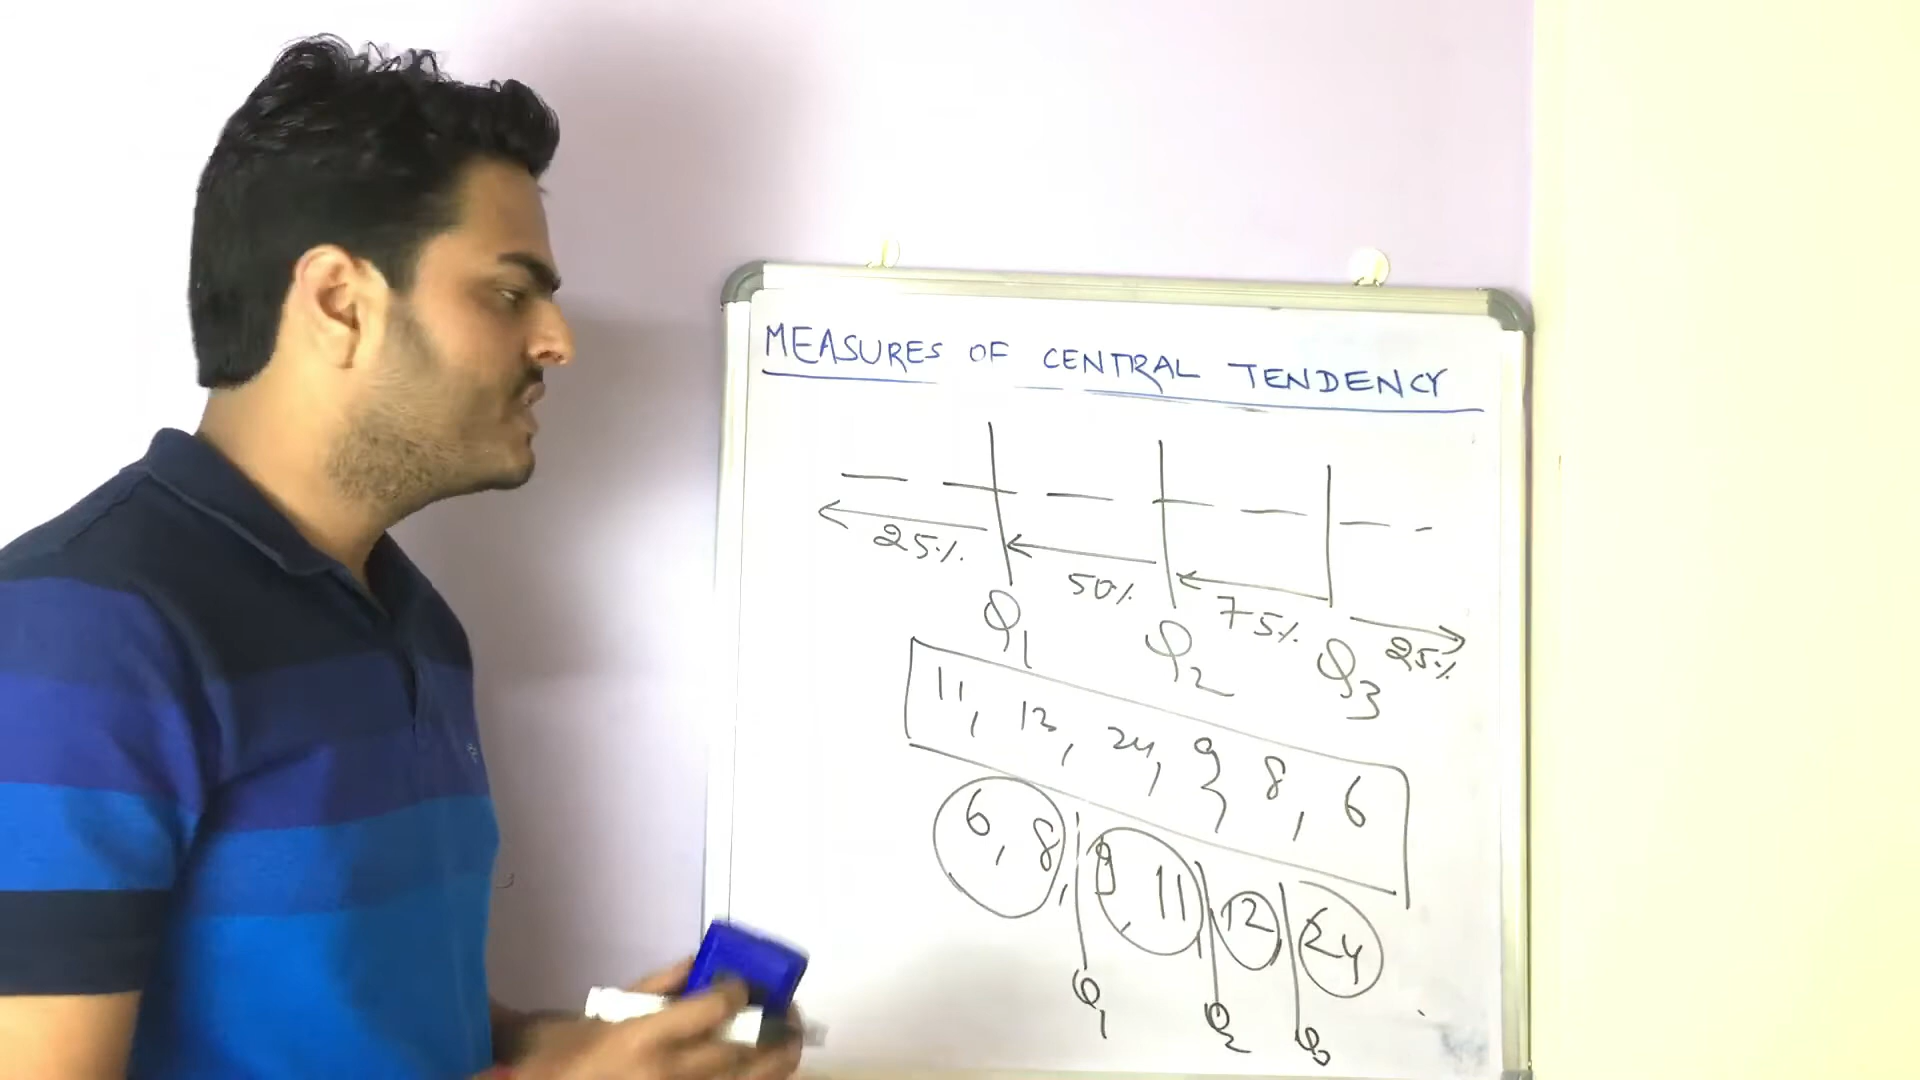 MEASURES OF CENTRAL TENDENCY
25% 50% 75% 25%
Q1 Q2 Q3
11, 12, 24, 9, 8, 6
6, 8, 9, 11 12 24
Q1 Q2 Q3